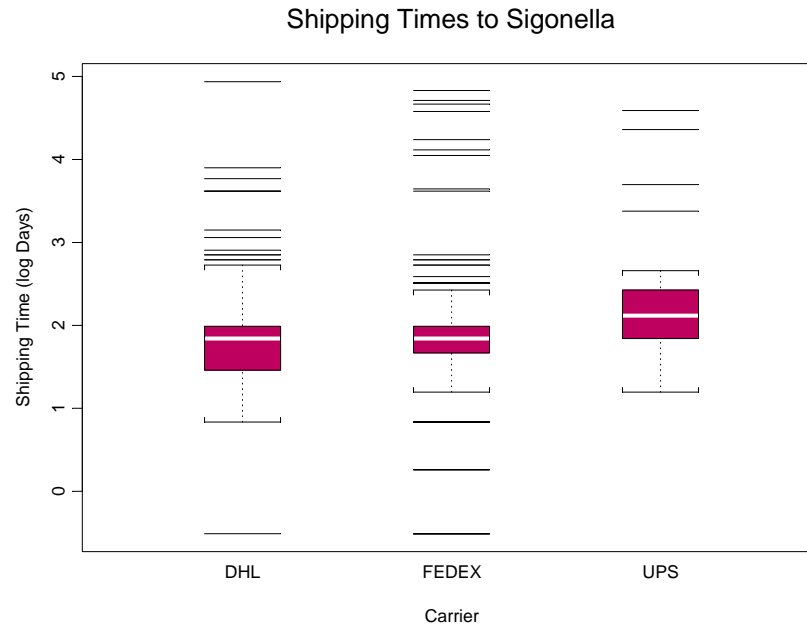 Shipping Times to Sigonella
Shipping Time (log Days)
5
4
3
2
1
0
DHL FEDEX UPS
Carrier